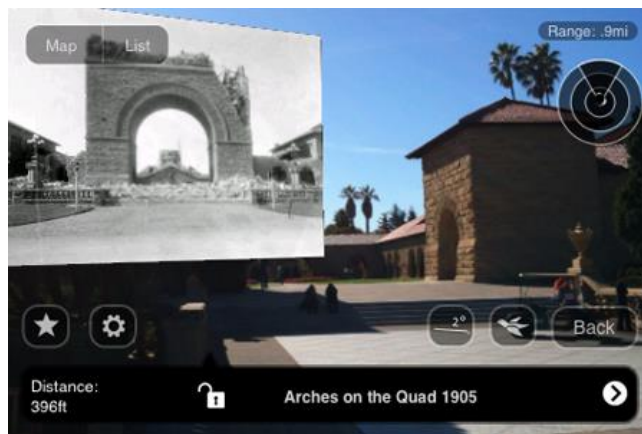 Map
List
Range: .9mi
2°
Back
Distance:
396ft
Arches on the Quad 1905